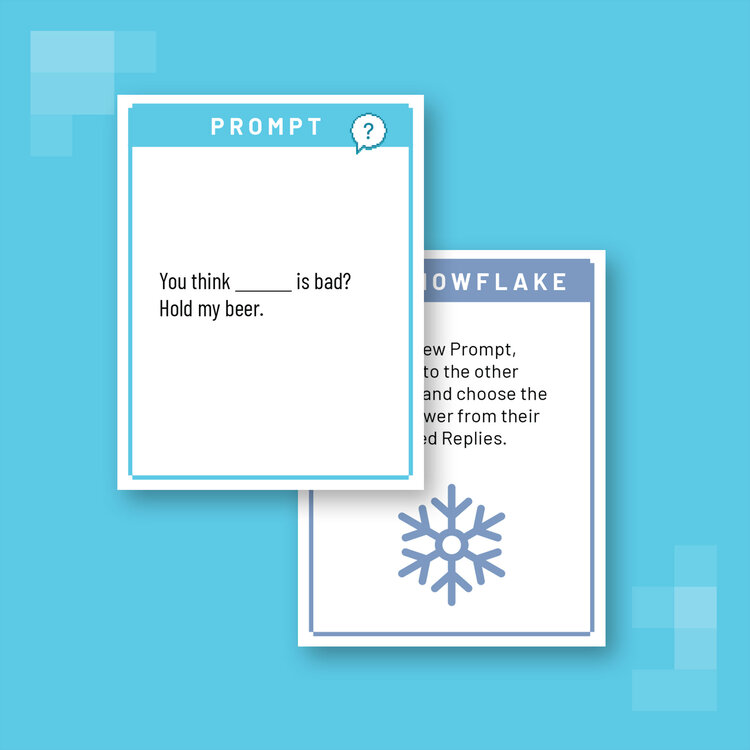 PROMPT
?
You think ______ is bad?
Hold my beer.
OWFLAKE
ew Prompt,
to the other
and choose the
wer from their
ed Replies.